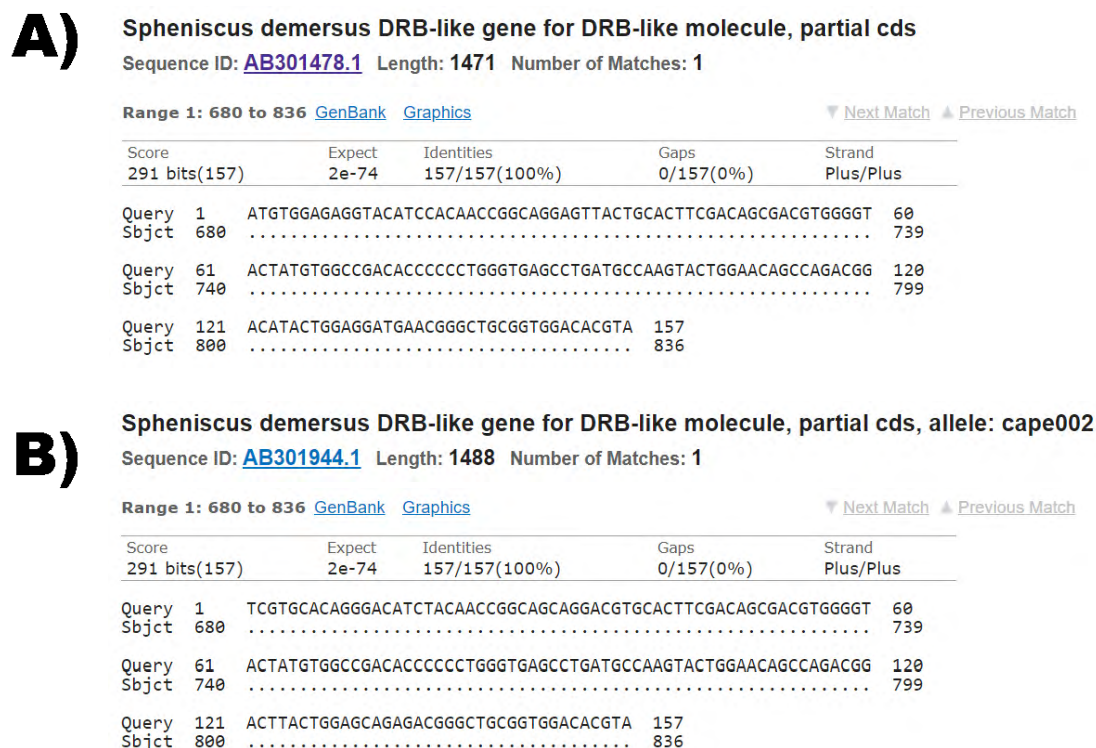 A)
Spheniscus demersus DRB-like gene for DRB-like molecule, partial cds
Sequence ID: AB301478.1 Length: 1471 Number of Matches: 1
Range 1: 680 to 836 GenBank Graphics ▼ Next Match ▲ Previous Match
Score Expect Identities Gaps Strand
291 bits(157) 2e-74 157/157(100%) 0/157(0%) Plus/Plus
Query 1 ATGTGGAGAGGTACATCCACAACCGGCAGGAGTTACTGCACTTCGACAGCGACGTGGGGT 60
Sbjct 680 ............................................................ 739
Query 61 ACTATGTGGCCGACACCCCCCTGGGTGAGCCTGATGCCAAGTACTGGAACAGCCAGACGG 120
Sbjct 740 ............................................................ 799
Query 121 ACATACTGGAGGATGAACGGGCTGCGGTGGACACGTA 157
Sbjct 800 ..................................... 836
B)
Spheniscus demersus DRB-like gene for DRB-like molecule, partial cds, allele: cape002
Sequence ID: AB301944.1 Length: 1488 Number of Matches: 1
Range 1: 680 to 836 GenBank Graphics ▼ Next Match ▲ Previous Match
Score Expect Identities Gaps Strand
291 bits(157) 2e-74 157/157(100%) 0/157(0%) Plus/Plus
Query 1 TCGTGCACAGGGACATCTACAACCGGCAGCAGGACGTGCACTTCGACAGCGACGTGGGGT 60
Sbjct 680 ............................................................ 739
Query 61 ACTATGTGGCCGACACCCCCCTGGGTGAGCCTGATGCCAAGTACTGGAACAGCCAGACGG 120
Sbjct 740 ............................................................ 799
Query 121 ACTTACTGGAGCAGAGACGGGCTGCGGTGGACACGTA 157
Sbjct 800 ..................................... 836